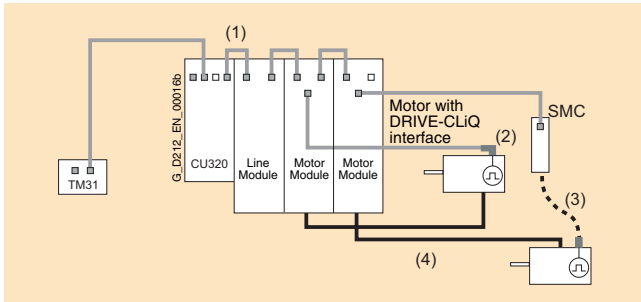 (1)
G_D212_EN_00016b
CU320
Line
Module
Motor
Module
Motor
Module
Motor with
DRIVE-CLiQ
interface
(2)
SMC
TM31
(3)
(4)